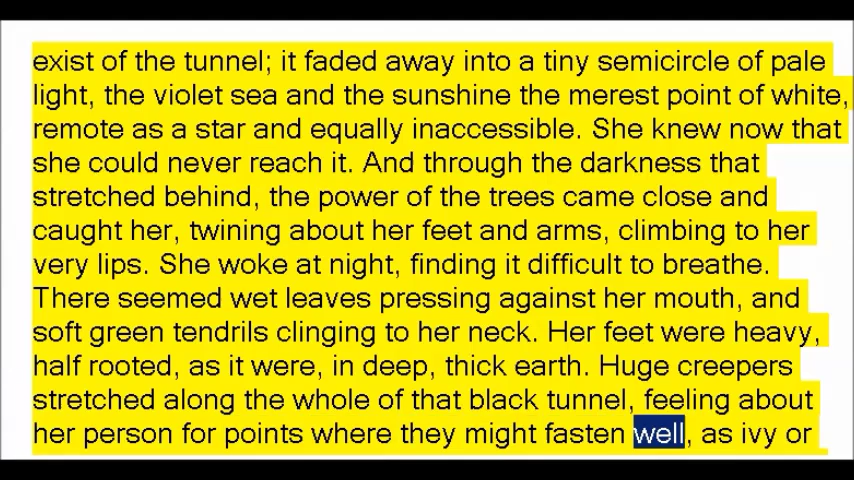 exist of the tunnel; it faded away into a tiny semicircle of pale
light, the violet sea and the sunshine the merest point of white,
remote as a star and equally inaccessible. She knew now that
she could never reach it. And through the darkness that
stretched behind, the power of the trees came close and
caught her, twining about her feet and arms, climbing to her
very lips. She woke at night, finding it difficult to breathe.
There seemed wet leaves pressing against her mouth, and
soft green tendrils clinging to her neck. Her feet were heavy,
half rooted, as it were, in deep, thick earth. Huge creepers
stretched along the whole of that black tunnel, feeling about
her person for points where they might fasten well, as ivy or